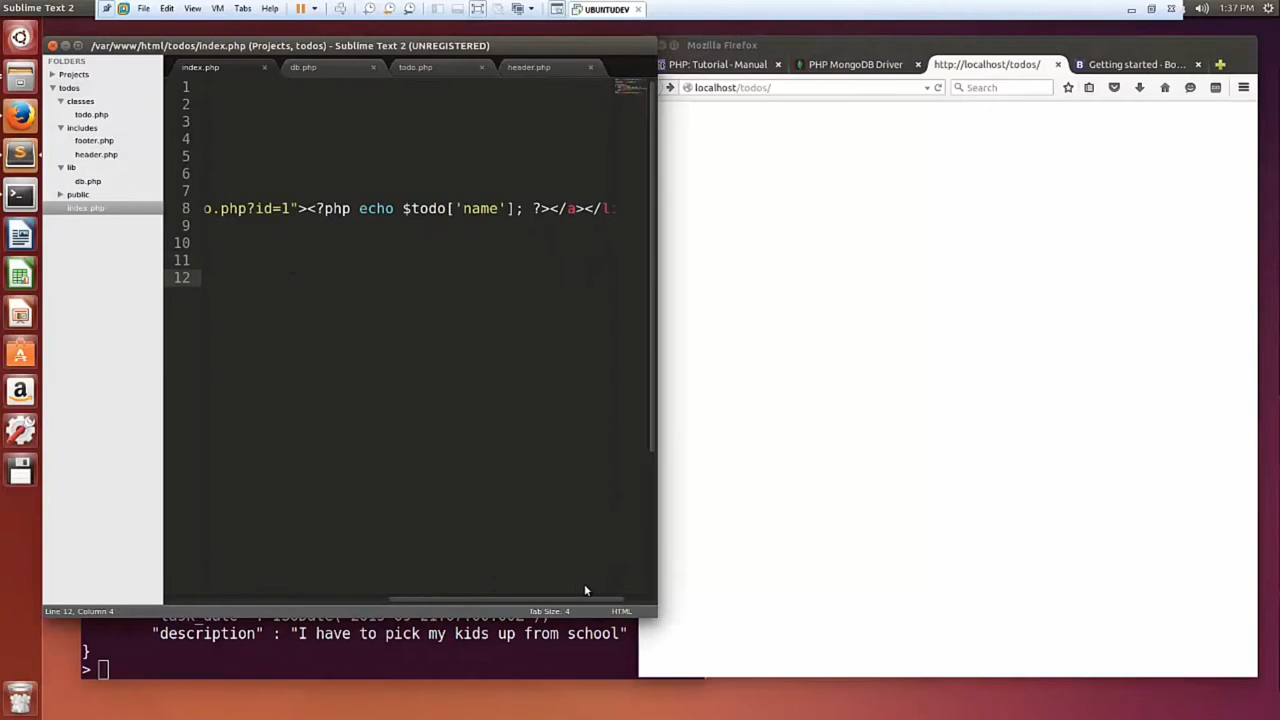 Sublime Text 2
File Edit View VM Tabs Help
UBUNTUDEV
1:37 PM
/var/www/html/todos/index.php (Projects, todos) - Sublime Text 2 (UNREGISTERED)
Mozilla Firefox
FOLDERS
Projects
todos
classes
todo.php
includes
footer.php
header.php
lib
db.php
public
index.php
index.php db.php todo.php header.php
PHP: Tutorial - Manual PHP MongoDB Driver http://localhost/todos/ Getting started · Bo...
localhost/todos/ Search
1
2
3
4
5
6
7
8 o.php?id=1"><?php echo $todo['name']; ?></a></li
9
10
11
12
Line 12, Column 4 Tab Size: 4 HTML
"description" : "I have to pick my kids up from school"
}
>